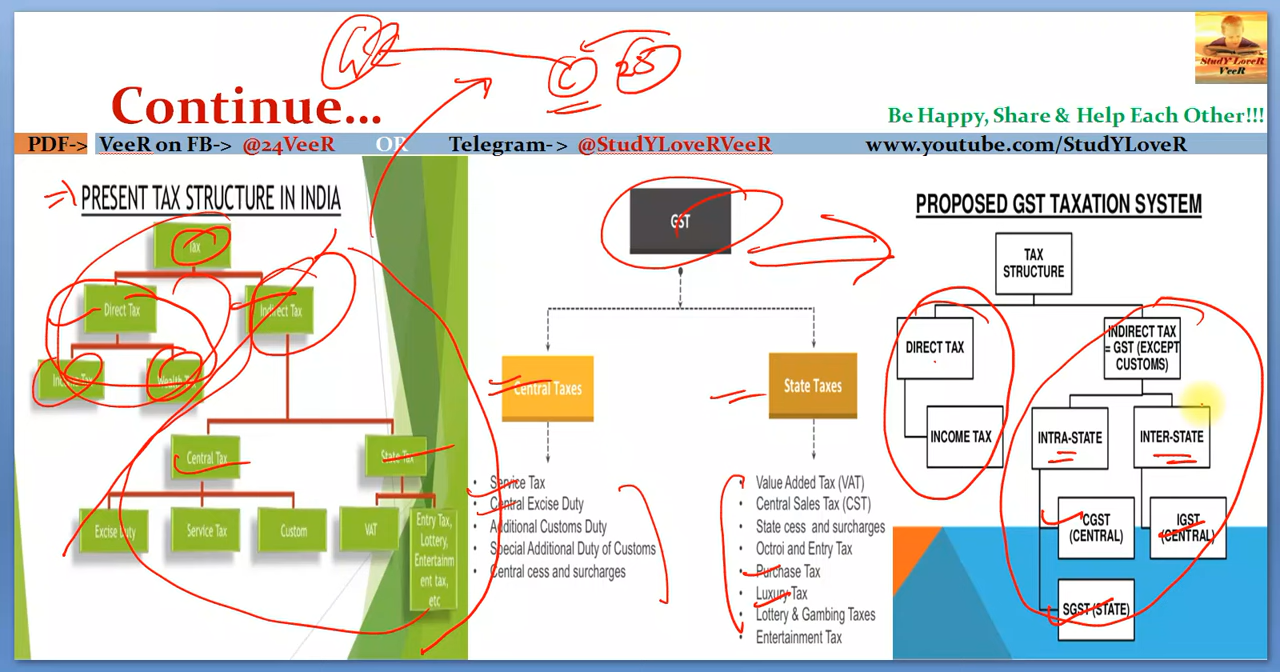 StudY LoveR
VeeR
Continue...
Be Happy, Share & Help Each Other!!!
PDF-> VeeR on FB-> @24VeeR OR Telegram-> @StudYLoveRVeeR www.youtube.com/StudYLoveR
PRESENT TAX STRUCTURE IN INDIA
Tax
Direct Tax
Indirect Tax
Wealth Tax
Central Tax
State Tax
Excise Duty
Service Tax
Custom
VAT
Entry Tax,
Lottery,
Entertainm
ent tax,
etc
GST
Central Taxes
State Taxes
• Service Tax
• Central Excise Duty
• Additional Customs Duty
• Special Additional Duty of Customs
• Central cess and surcharges
• Value Added Tax (VAT)
• Central Sales Tax (CST)
• State cess and surcharges
• Octroi and Entry Tax
• Purchase Tax
• Luxury Tax
• Lottery & Gambing Taxes
• Entertainment Tax
PROPOSED GST TAXATION SYSTEM
TAX
STRUCTURE
DIRECT TAX
INDIRECT TAX
= GST (EXCEPT
CUSTOMS)
INCOME TAX
INTRA-STATE
INTER-STATE
CGST
(CENTRAL)
IGST
(CENTRAL)
SGST (STATE)